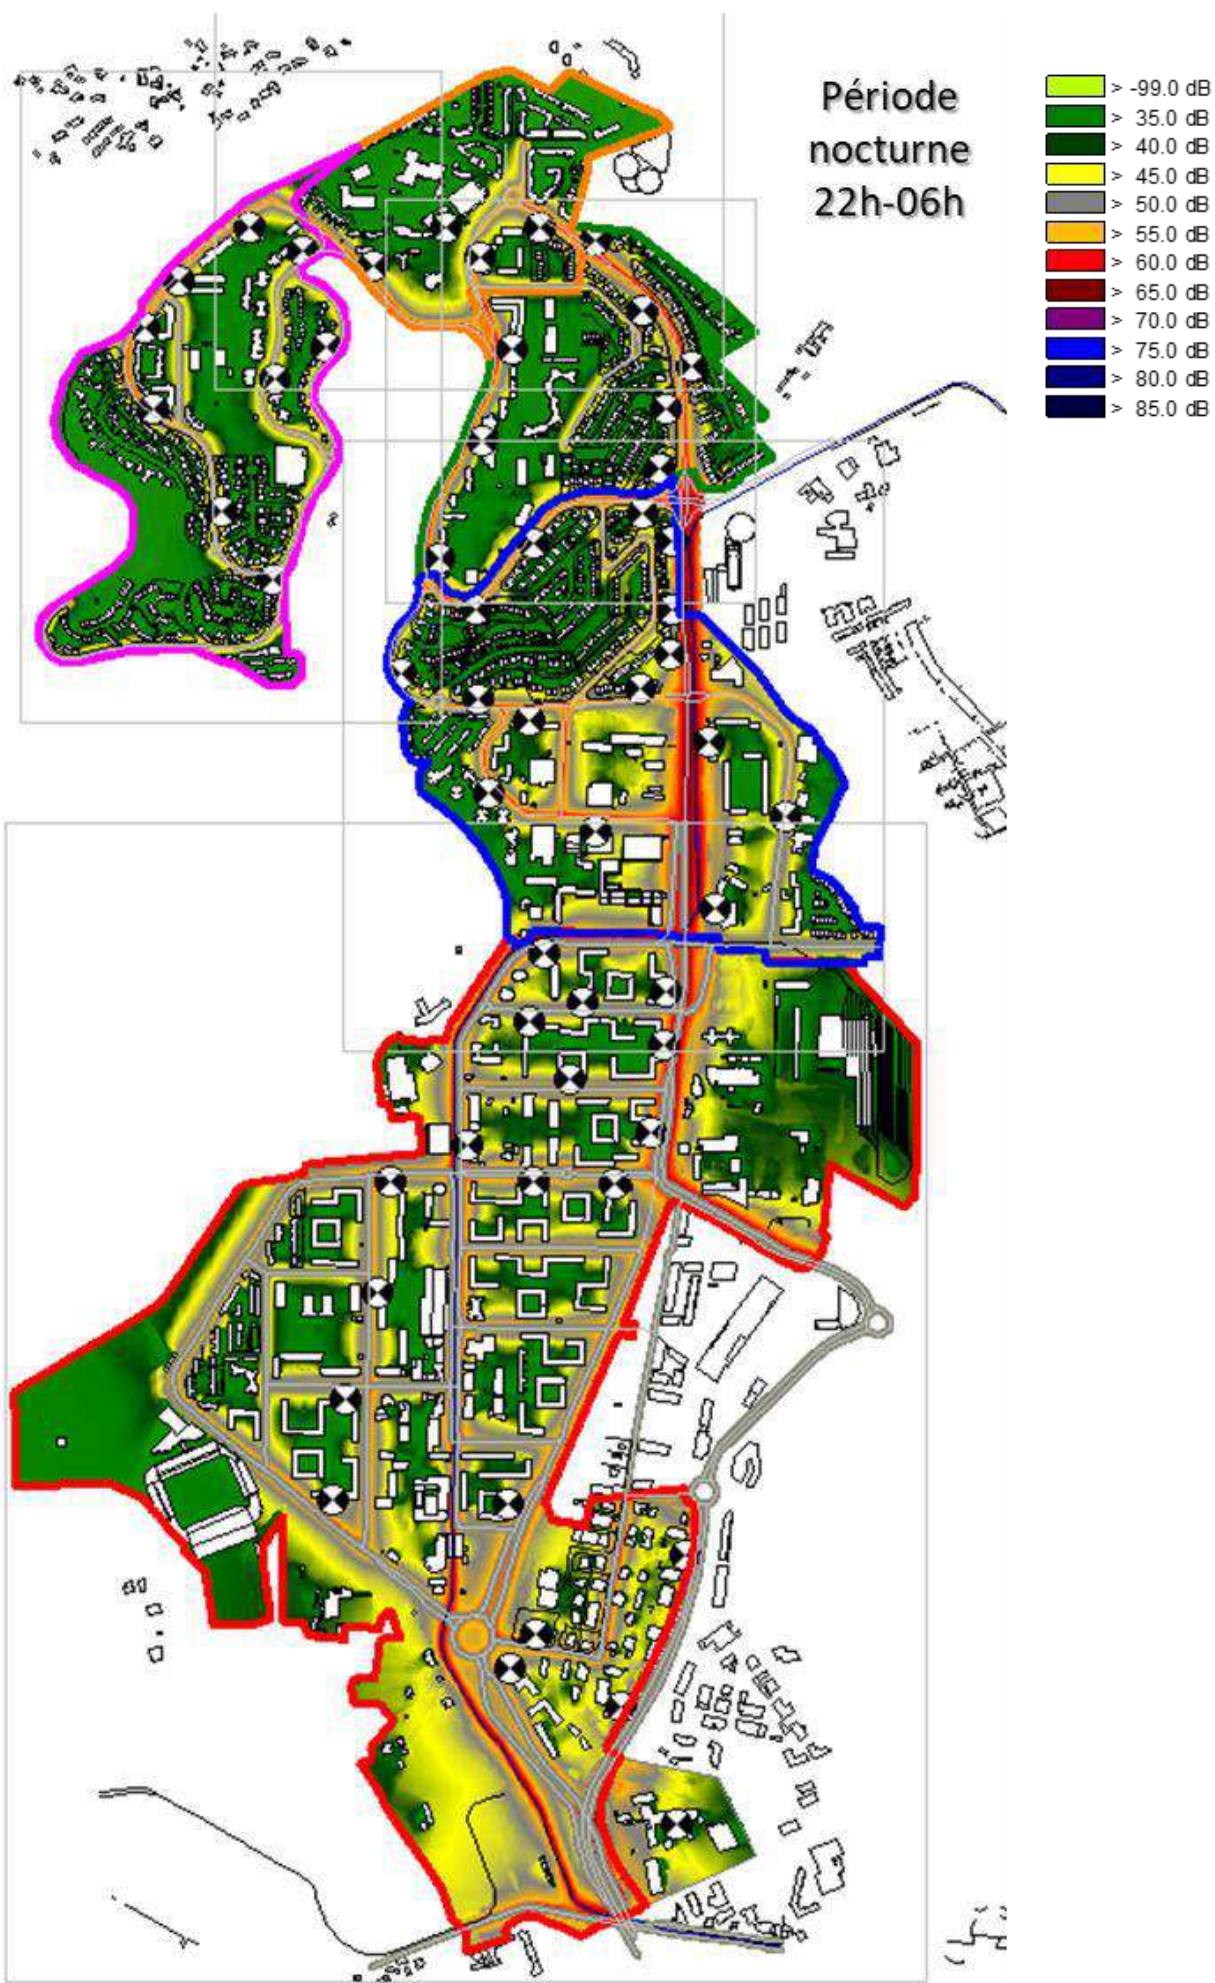 Période
nocturne
22h-06h
> -99.0 dB
> 35.0 dB
> 40.0 dB
> 45.0 dB
> 50.0 dB
> 55.0 dB
> 60.0 dB
> 65.0 dB
> 70.0 dB
> 75.0 dB
> 80.0 dB
> 85.0 dB